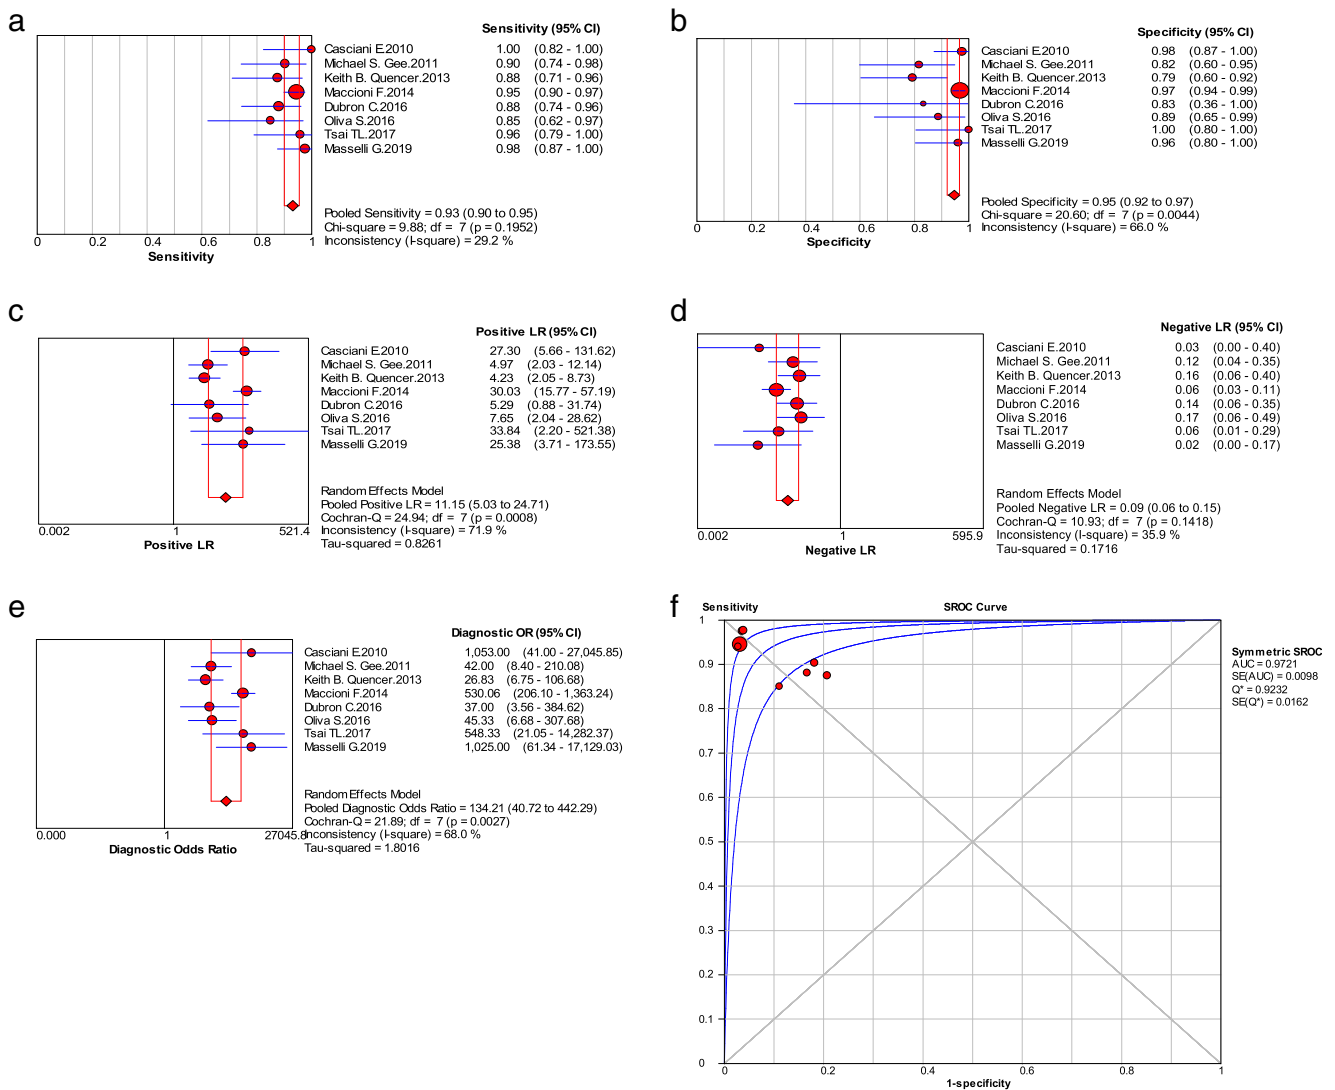 a
Sensitivity (95% CI)
Casciani E.2010 1.00 (0.82 - 1.00)
Michael S. Gee.2011 0.90 (0.74 - 0.98)
Keith B. Quencer.2013 0.88 (0.71 - 0.96)
Maccioni F.2014 0.95 (0.90 - 0.97)
Dubron C.2016 0.88 (0.74 - 0.96)
Oliva S.2016 0.85 (0.62 - 0.97)
Tsai TL.2017 0.96 (0.79 - 1.00)
Masselli G.2019 0.98 (0.87 - 1.00)
Pooled Sensitivity = 0.93 (0.90 to 0.95)
Chi-square = 9.88; df = 7 (p = 0.1952)
Inconsistency (I-square) = 29.2 %
0 0.2 0.4 0.6 0.8 1
Sensitivity
b
Specificity (95% CI)
Casciani E.2010 0.98 (0.87 - 1.00)
Michael S. Gee.2011 0.82 (0.60 - 0.95)
Keith B. Quencer.2013 0.79 (0.60 - 0.92)
Maccioni F.2014 0.97 (0.94 - 0.99)
Dubron C.2016 0.83 (0.36 - 1.00)
Oliva S.2016 0.89 (0.65 - 0.99)
Tsai TL.2017 1.00 (0.80 - 1.00)
Masselli G.2019 0.96 (0.80 - 1.00)
Pooled Specificity = 0.95 (0.92 to 0.97)
Chi-square = 20.60; df = 7 (p = 0.0044)
Inconsistency (I-square) = 66.0 %
0 0.2 0.4 0.6 0.8 1
Specificity
c
Positive LR (95% CI)
Casciani E.2010 27.30 (5.66 - 131.62)
Michael S. Gee.2011 4.97 (2.03 - 12.14)
Keith B. Quencer.2013 4.23 (2.05 - 8.73)
Maccioni F.2014 30.03 (15.77 - 57.19)
Dubron C.2016 5.29 (0.88 - 31.74)
Oliva S.2016 7.65 (2.04 - 28.62)
Tsai TL.2017 33.84 (2.20 - 521.38)
Masselli G.2019 25.38 (3.71 - 173.55)
Random Effects Model
Pooled Positive LR = 11.15 (5.03 to 24.71)
Cochran-Q = 24.94; df = 7 (p = 0.0008)
Inconsistency (I-square) = 71.9 %
Tau-squared = 0.8261
0.002 1 521.4
Positive LR
d
Negative LR (95% CI)
Casciani E.2010 0.03 (0.00 - 0.40)
Michael S. Gee.2011 0.12 (0.04 - 0.35)
Keith B. Quencer.2013 0.16 (0.06 - 0.40)
Maccioni F.2014 0.06 (0.03 - 0.11)
Dubron C.2016 0.14 (0.06 - 0.35)
Oliva S.2016 0.17 (0.06 - 0.49)
Tsai TL.2017 0.06 (0.01 - 0.29)
Masselli G.2019 0.02 (0.00 - 0.17)
Random Effects Model
Pooled Negative LR = 0.09 (0.06 to 0.15)
Cochran-Q = 10.93; df = 7 (p = 0.1418)
Inconsistency (I-square) = 35.9 %
Tau-squared = 0.1716
0.002 1 595.9
Negative LR
e
Diagnostic OR (95% CI)
Casciani E.2010 1,053.00 (41.00 - 27,045.85)
Michael S. Gee.2011 42.00 (8.40 - 210.08)
Keith B. Quencer.2013 26.83 (6.75 - 106.68)
Maccioni F.2014 530.06 (206.10 - 1,363.24)
Dubron C.2016 37.00 (3.56 - 384.62)
Oliva S.2016 45.33 (6.68 - 307.68)
Tsai TL.2017 548.33 (21.05 - 14,282.37)
Masselli G.2019 1,025.00 (61.34 - 17,129.03)
Random Effects Model
Pooled Diagnostic Odds Ratio = 134.21 (40.72 to 442.29)
Cochran-Q = 21.89; df = 7 (p = 0.0027)
Inconsistency (I-square) = 68.0 %
Tau-squared = 1.8016
0.000 1 27045.8
Diagnostic Odds Ratio
f
Sensitivity SROC Curve
1
0.9
0.8
0.7
0.6
0.5
0.4
0.3
0.2
0.1
0
0 0.2 0.4 0.6 0.8 1
1-specificity
Symmetric SROC
AUC = 0.9721
SE(AUC) = 0.0098
Q* = 0.9232
SE(Q*) = 0.0162